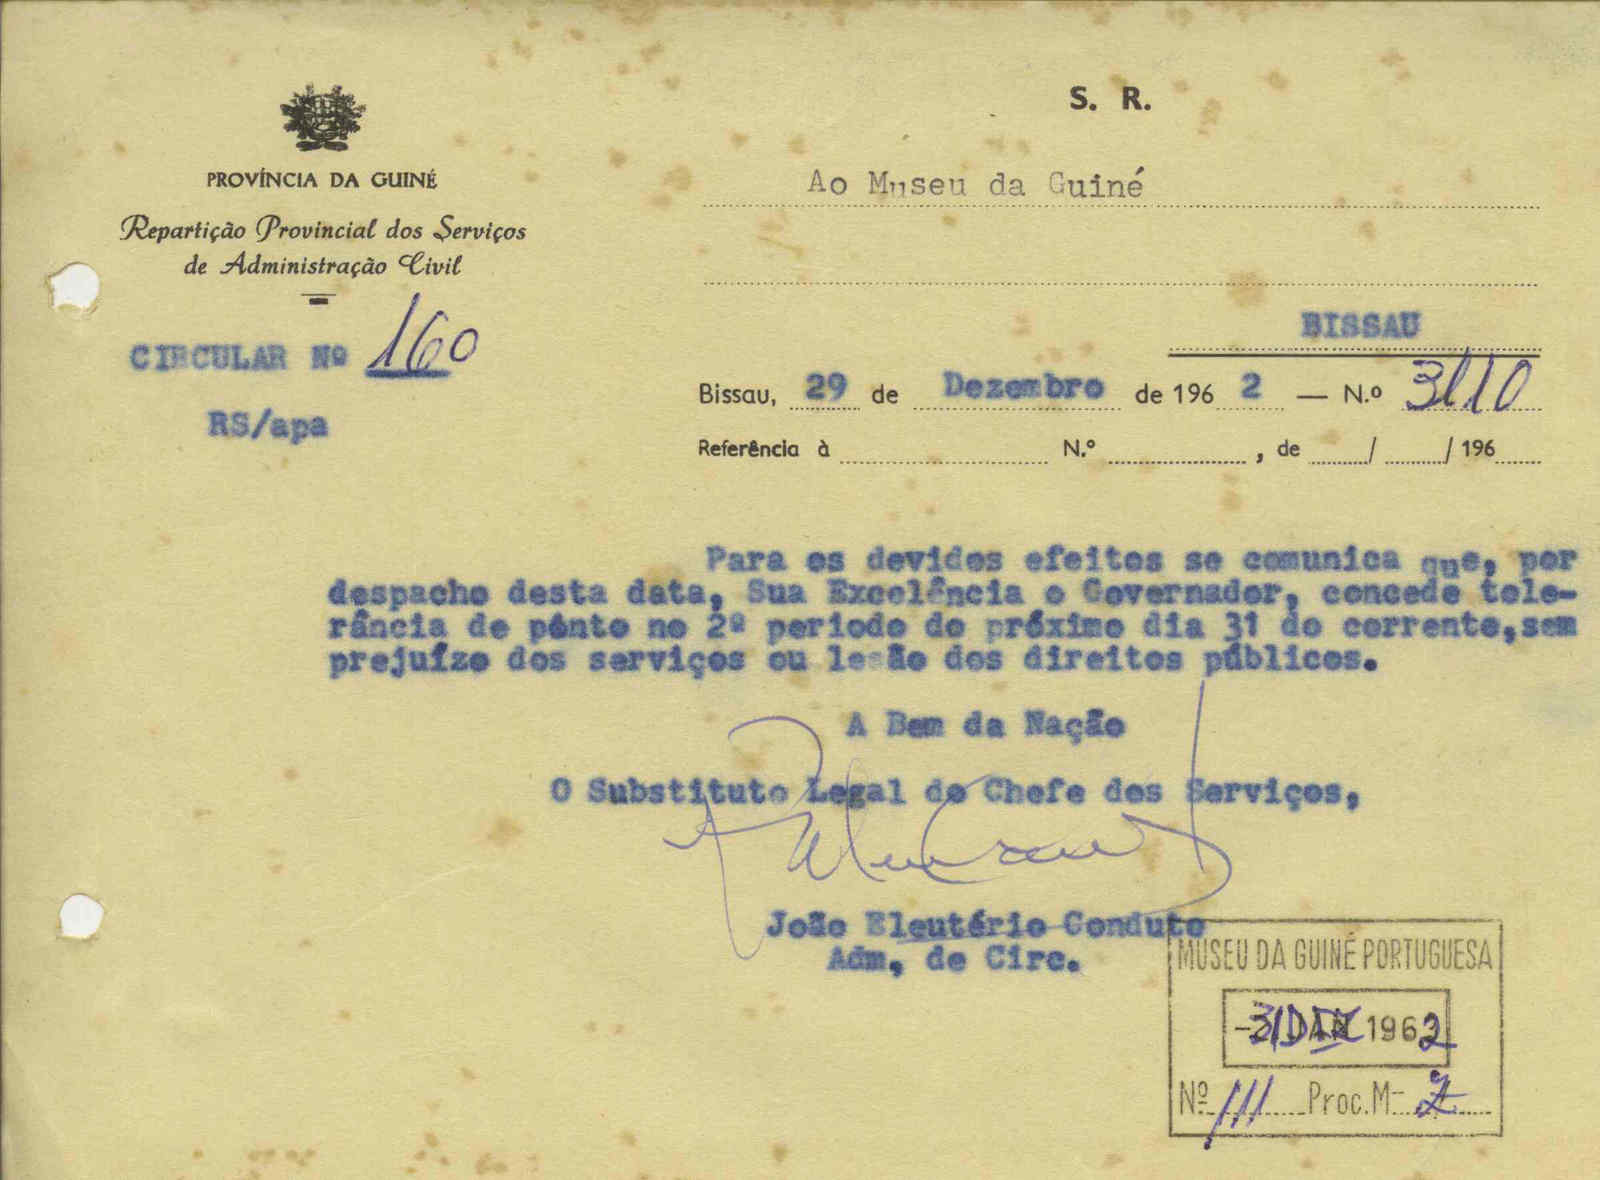 S. R.
PROVÍNCIA DA GUINÉ
Repartição Provincial dos Serviços
de Administração Civil
Ao Museu da Guiné
BISSAU
CIRCULAR Nº 160
RS/apa
Bissau, 29 de Dezembro de 196 2 — N.º 3110
Referência à N.º , de / / 196
Para os devidos efeitos se comunica que, por
despacho desta data, Sua Excelência o Governador, concede tole-
rância de pônto no 2º periodo do próximo dia 31 do corrente,sem
prejuízo dos serviços ou lesão dos direitos públicos.
A Bem da Nação
O Substituto Legal do Chefe dos Serviços,
João Eleutério Conduto
Adm, de Circ.
MUSEU DA GUINÉ PORTUGUESA
31 DEZ 1962
Nº 111 Proc. M- Z